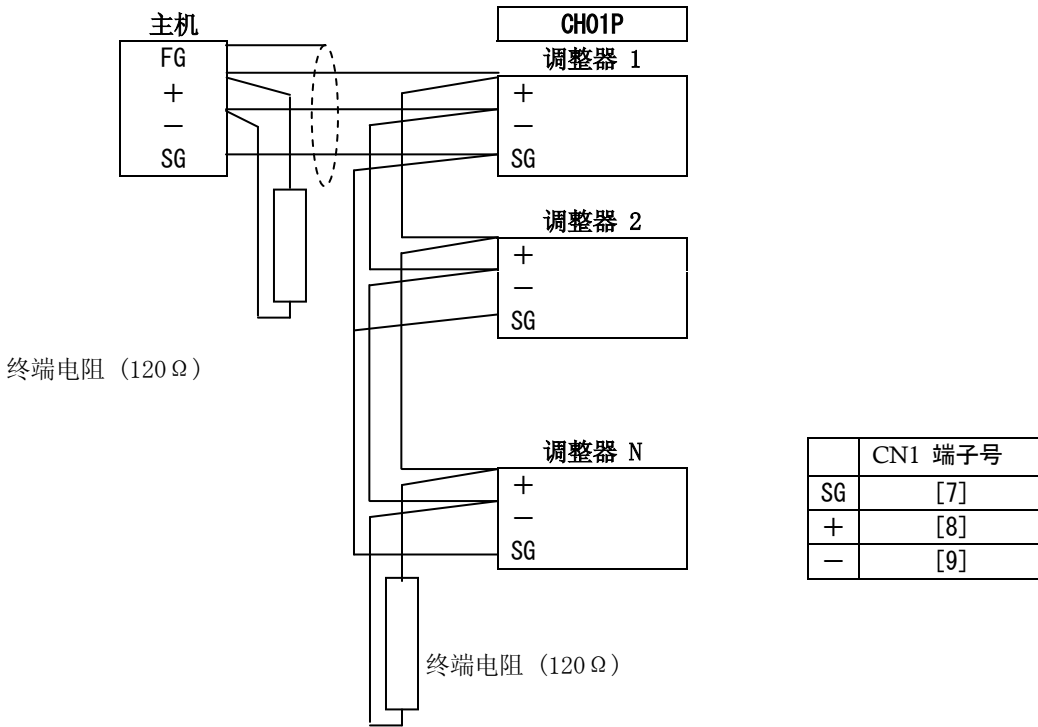 主机
FG
＋
－
SG
CH01P
调整器 1
＋
－
SG
调整器 2
＋
－
SG
终端电阻 (120Ω)
调整器 N
＋
－
SG
终端电阻 (120Ω)
CN1 端子号
SG [7]
＋ [8]
－ [9]